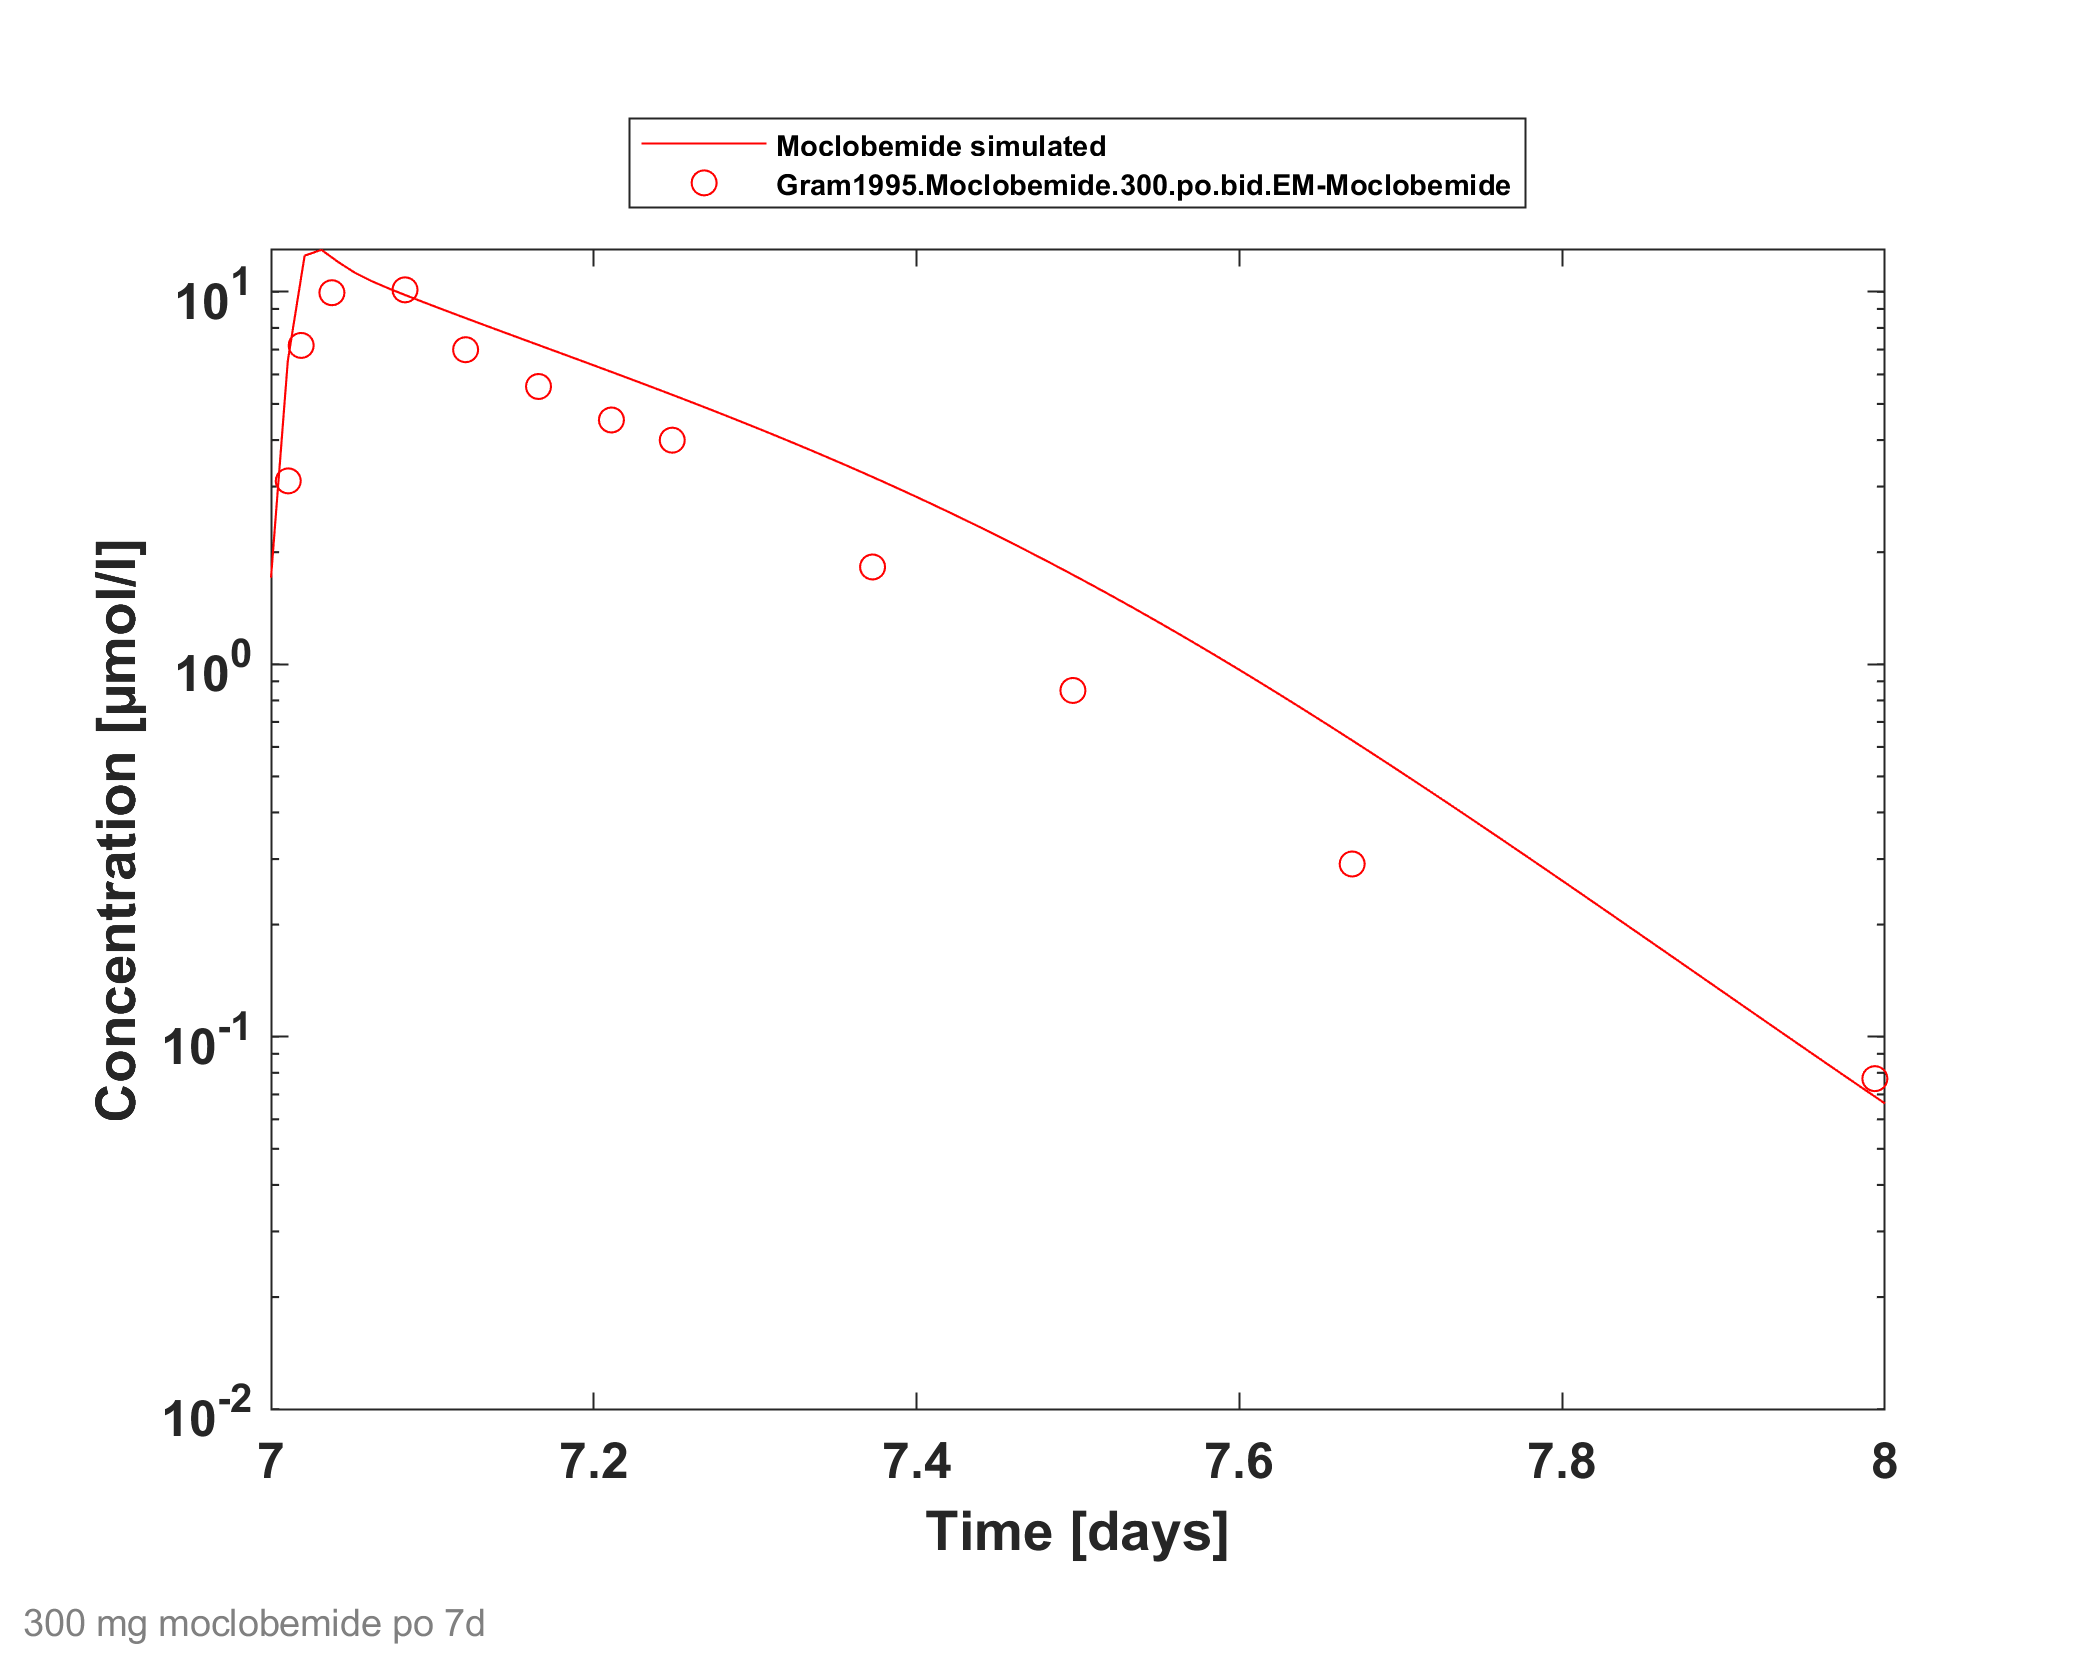 Moclobemide simulated
Gram1995.Moclobemide.300.po.bid.EM-Moclobemide
10^1
10^0
10^-1
10^-2
Concentration [µmol/l]
7 7.2 7.4 7.6 7.8 8
Time [days]
300 mg moclobemide po 7d